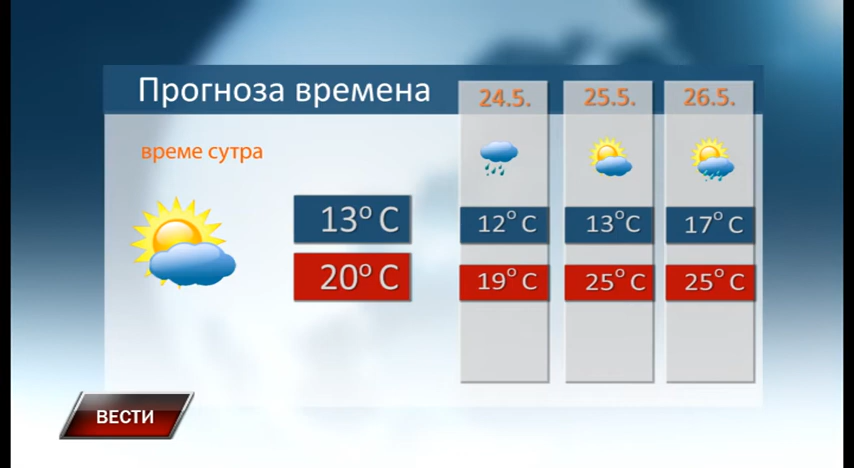 Прогноза времена
време сутра
13° C
20° C
24.5. 25.5. 26.5.
12° C 13°C 17° C
19° C 25° C 25° C
ВЕСТИ